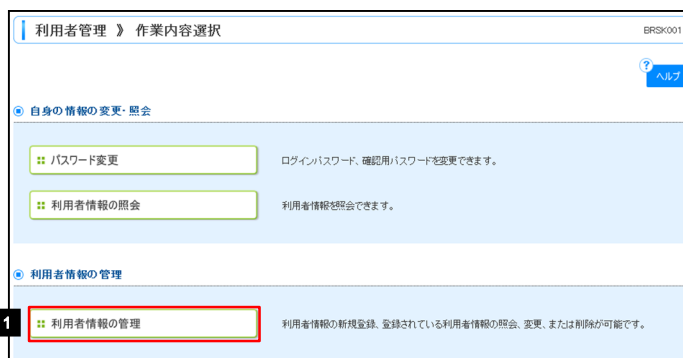 利用者管理 》 作業内容選択
BRSK001
?
ヘルプ
自身の情報の変更・照会
パスワード変更
ログインパスワード、確認用パスワードを変更できます。
利用者情報の照会
利用者情報を照会できます。
利用者情報の管理
1
利用者情報の管理
利用者情報の新規登録、登録されている利用者情報の照会、変更、または削除が可能です。